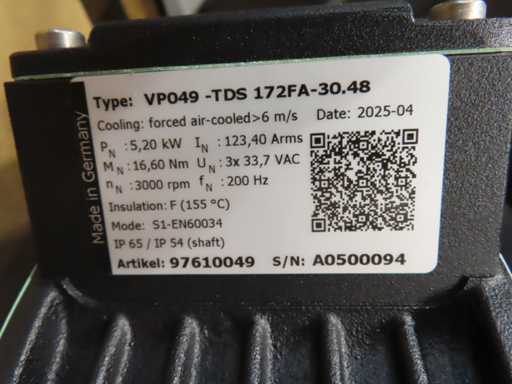 Made in Germany
Type: VP049 -TDS 172FA-30.48
Cooling: forced air-cooled>6 m/s Date: 2025-04
PN :5,20 kW IN :123,40 Arms
MN :16,60 Nm UN :3x 33,7 VAC
nN :3000 rpm fN :200 Hz
Insulation: F (155 °C)
Mode: S1-EN60034
IP 65 / IP 54 (shaft)
Artikel: 97610049 S/N: A0500094